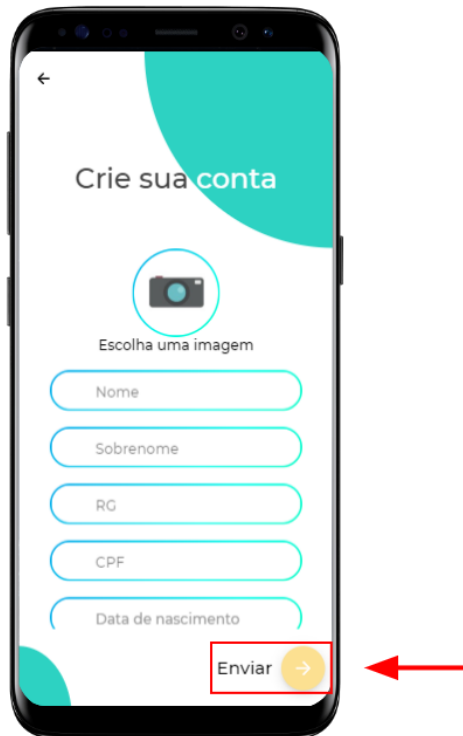 Crie sua conta
Escolha uma imagem
Nome
Sobrenome
RG
CPF
Data de nascimento
Enviar